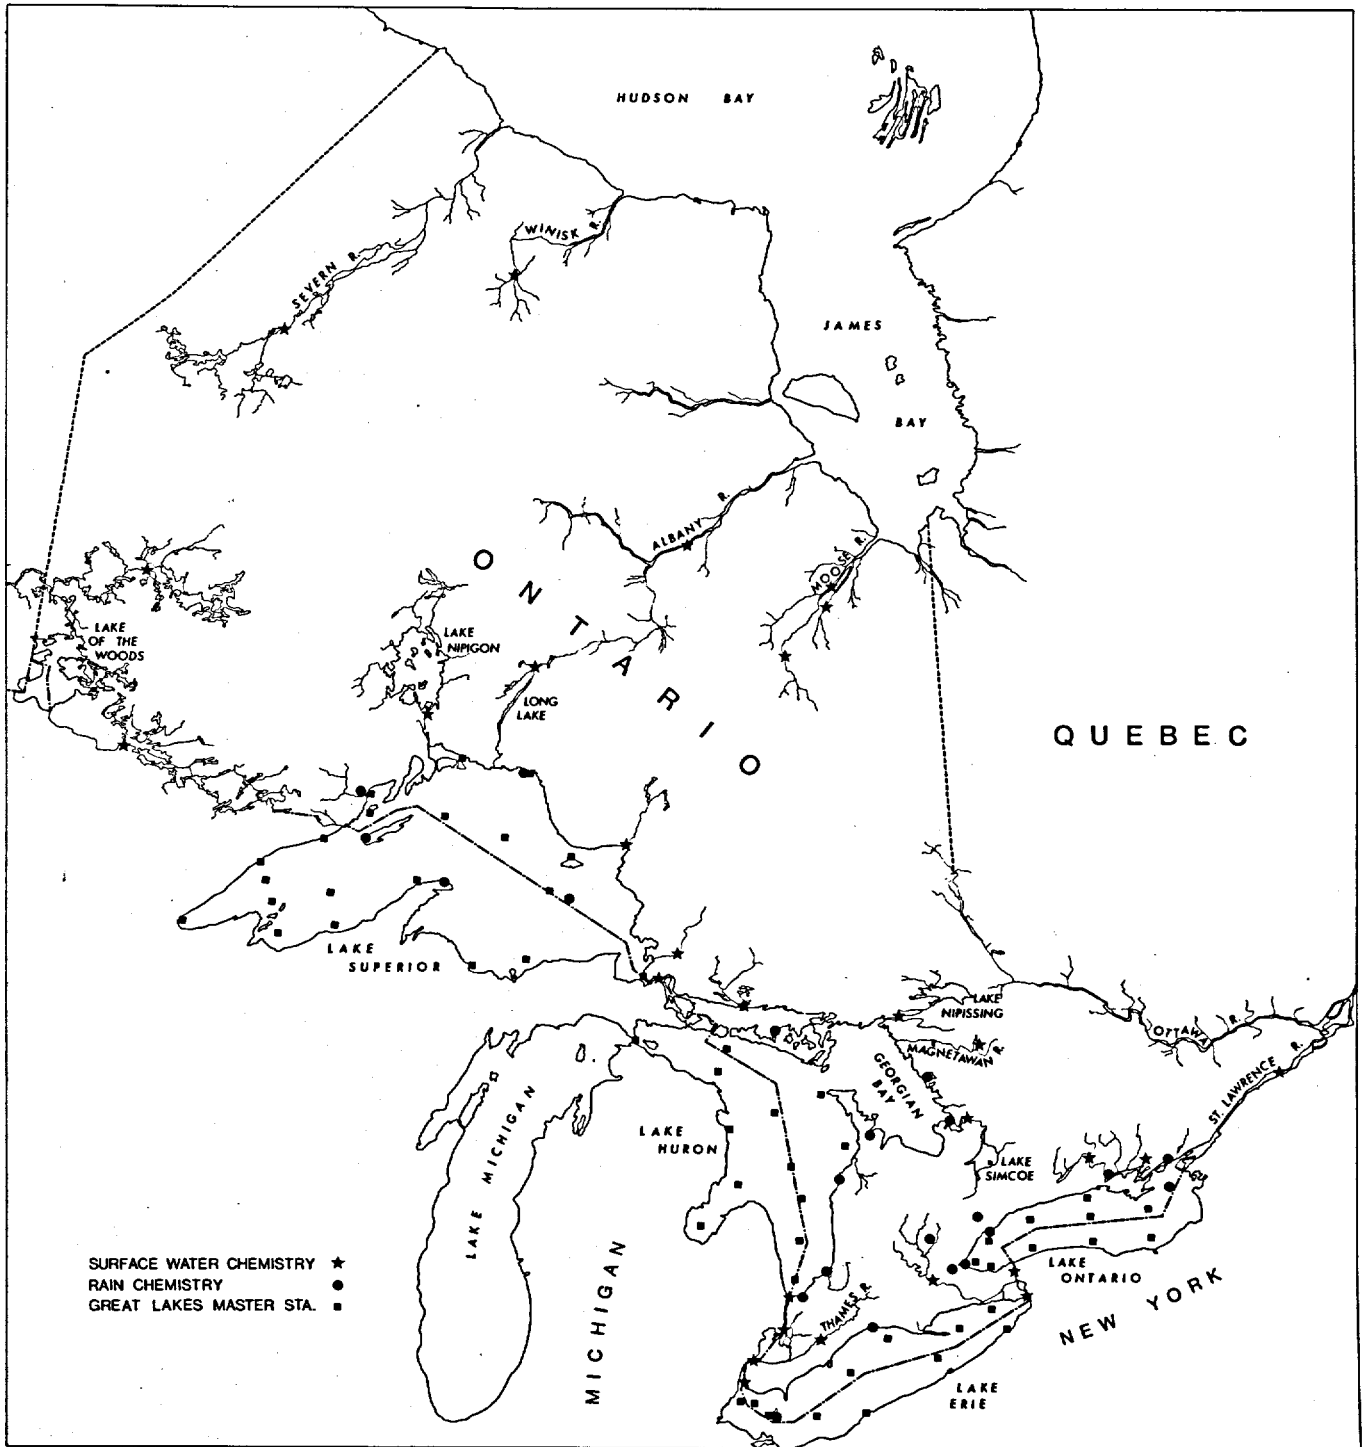 HUDSON BAY
WINISK R.
SEVERN R.
JAMES
BAY
ALBANY R.
MOOSA R.
ONTARIO
LAKE
OF THE
WOODS
LAKE
NIPIGON
LONG
LAKE
QUEBEC
LAKE
SUPERIOR
LAKE
NIPISSING
MAGNETAWAN R.
OTTAWA R.
ST. LAWRENCE R.
GEORGIAN
BAY
LAKE MICHIGAN
LAKE
HURON
LAKE
SIMCOE
MICHIGAN
THAMES R.
LAKE
ONTARIO
NEW YORK
LAKE
ERIE
SURFACE WATER CHEMISTRY
RAIN CHEMISTRY
GREAT LAKES MASTER STA.